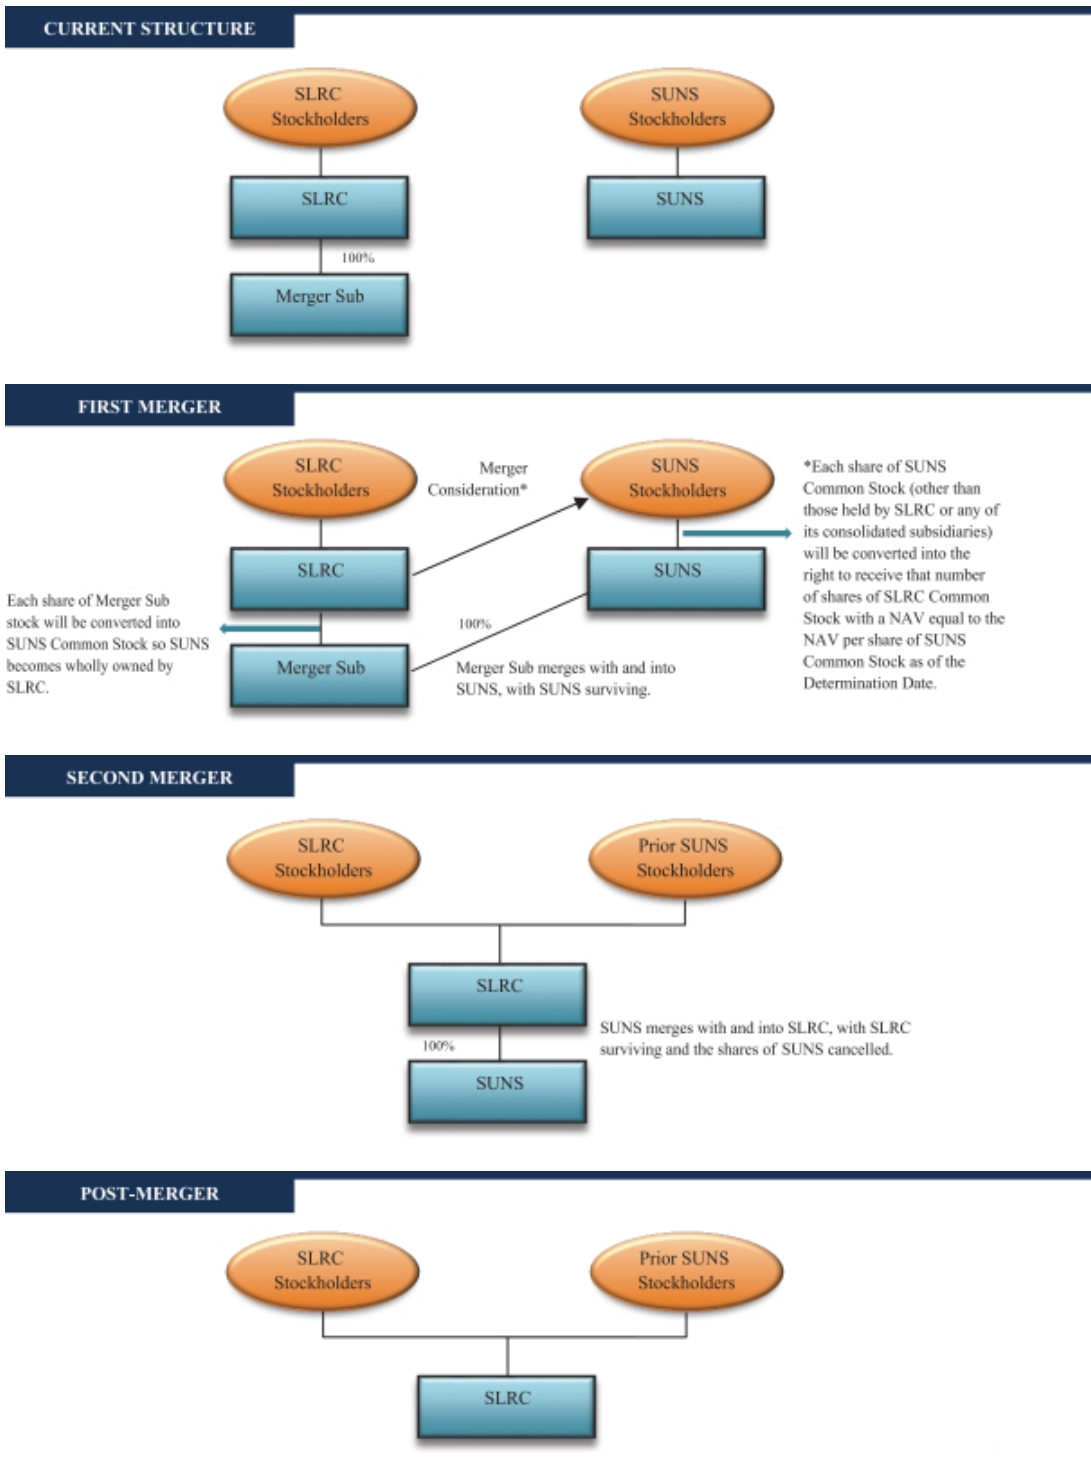 CURRENT STRUCTURE
SLRC
Stockholders
SUNS
Stockholders
SLRC
SUNS
100%
Merger Sub
FIRST MERGER
SLRC
Stockholders
Merger
Consideration*
SUNS
Stockholders
*Each share of SUNS
Common Stock (other than
those held by SLRC or any of
its consolidated subsidiaries)
will be converted into the
right to receive that number
of shares of SLRC Common
Stock with a NAV equal to the
NAV per share of SUNS
Common Stock as of the
Determination Date.
SLRC
SUNS
Each share of Merger Sub
stock will be converted into
SUNS Common Stock so SUNS
becomes wholly owned by
SLRC.
100%
Merger Sub
Merger Sub merges with and into
SUNS, with SUNS surviving.
SECOND MERGER
SLRC
Stockholders
Prior SUNS
Stockholders
SLRC
SUNS merges with and into SLRC, with SLRC
surviving and the shares of SUNS cancelled.
100%
SUNS
POST-MERGER
SLRC
Stockholders
Prior SUNS
Stockholders
SLRC